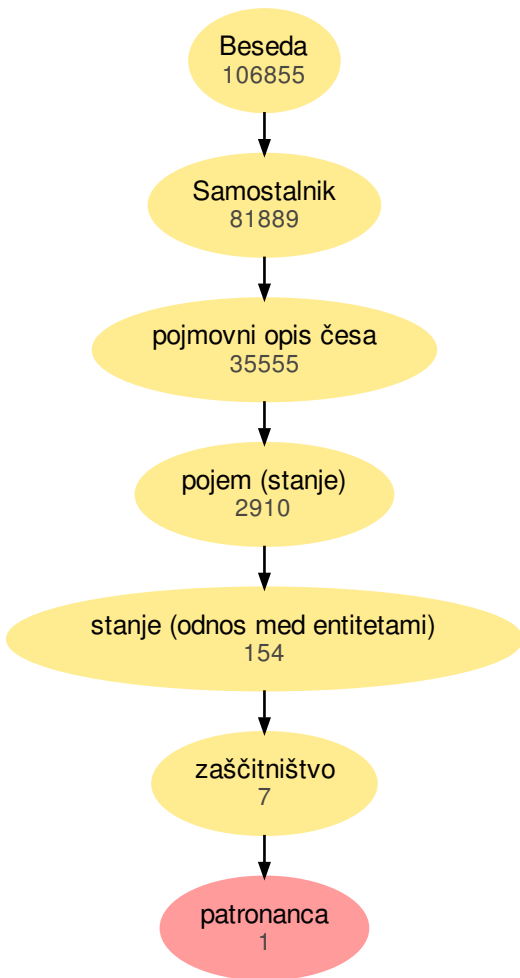 Beseda
106855
Samostalnik
81889
pojmovni opis česa
35555
pojem (stanje)
2910
stanje (odnos med entitetami)
154
zaščitništvo
7
patronanca
1